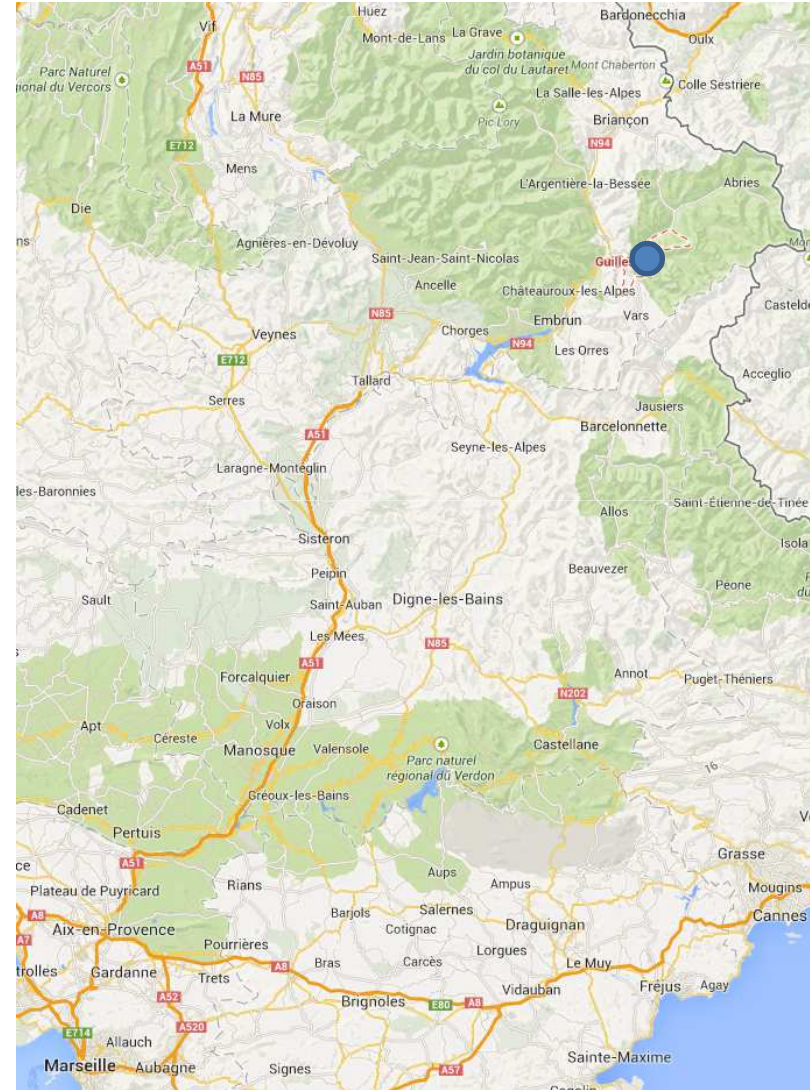 Huez
Bardonecchia
Vif
Mont-de-Lans
La Grave
Oulx
A51
Jardin botanique
du col du Lautaret
Mont Chaberton
Parc Naturel
ional du Vercors
N85
Colle Sestriere
La Salle-les-Alpes
La Mure
Pic Lory
Briançon
E712
N94
Mens
L'Argentière-la-Bessée
Abries
Die
Agnières-en-Dévoluy
Saint-Jean-Saint-Nicolas
Guilles
Ancelle
Châteauroux-les-Alpes
N85
Embrun
Vars
Chorges
Veynes
N94
Les Orres
E712
Acceglio
Tallard
Serres
Jausiers
A51
Barcelonnette
Seyne-les-Alpes
Laragne-Montéglin
les-Baronnies
Saint-Étienne-de-Tinée
Allos
Sisteron
Isola
Peipin
Beauvezer
Peone
Sault
Saint-Auban
Digne-les-Bains
Les Mées
N85
A51
Forcalquier
Annot
Puget-Théniers
N202
Oraison
Apt
Volx
Céreste
Manosque
Valensole
Castellane
Parc naturel
régional du Verdon
16
Gréoux-les-Bains
Cadenet
Pertuis
A51
Grasse
Aups
Plateau de Puyricard
Rians
Ampus
Mougins
A8
Barjols
Salernes
Cannes
Aix-en-Provence
Cotignac
Draguignan
A7
Pourrières
Lorgues
trolles
Gardanne
A8
Bras
Carcès
Le Muy
Trets
Vidauban
Fréjus
Agay
A52
Brignoles
E80
A8
A520
E714
Allauch
Sainte-Maxime
Marseille
Aubagne
Signes
A57